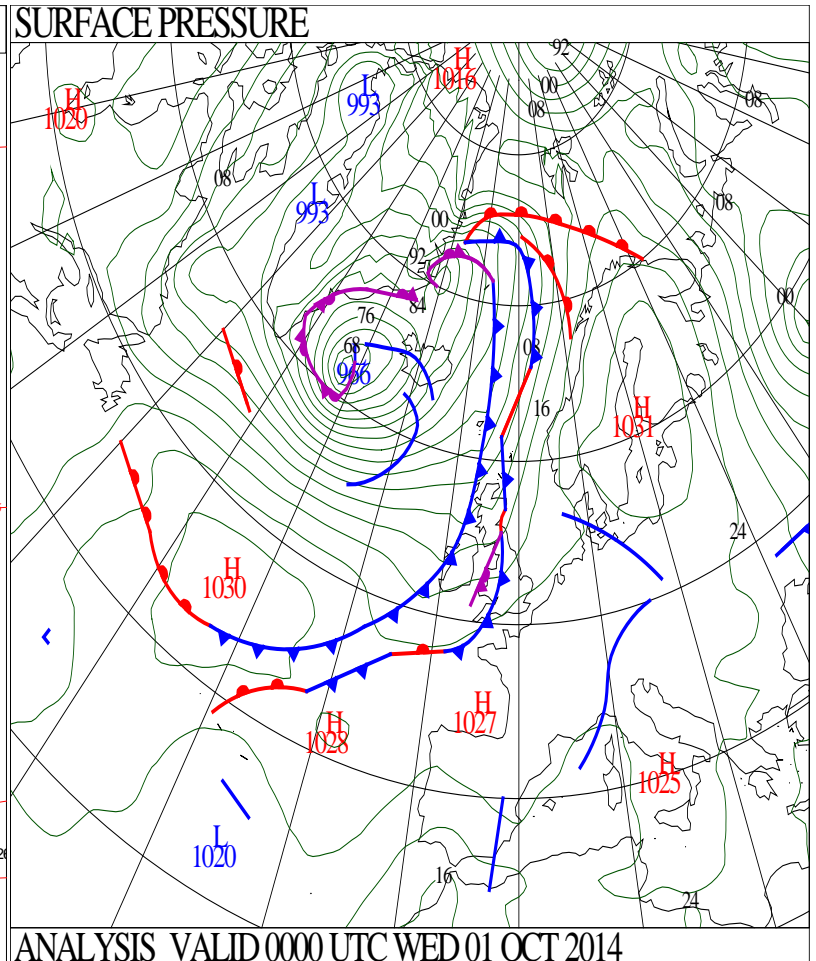 SURFACE PRESSURE
92
H
1016
L
993
H
1020
00
08
08
08
L
993
08
00
92
00
84
76
68
L
966
08
16
H
1031
24
H
1030
H
1028
H
1027
H
1025
L
1020
16
24
ANALYSIS VALID 0000 UTC WED 01 OCT 2014